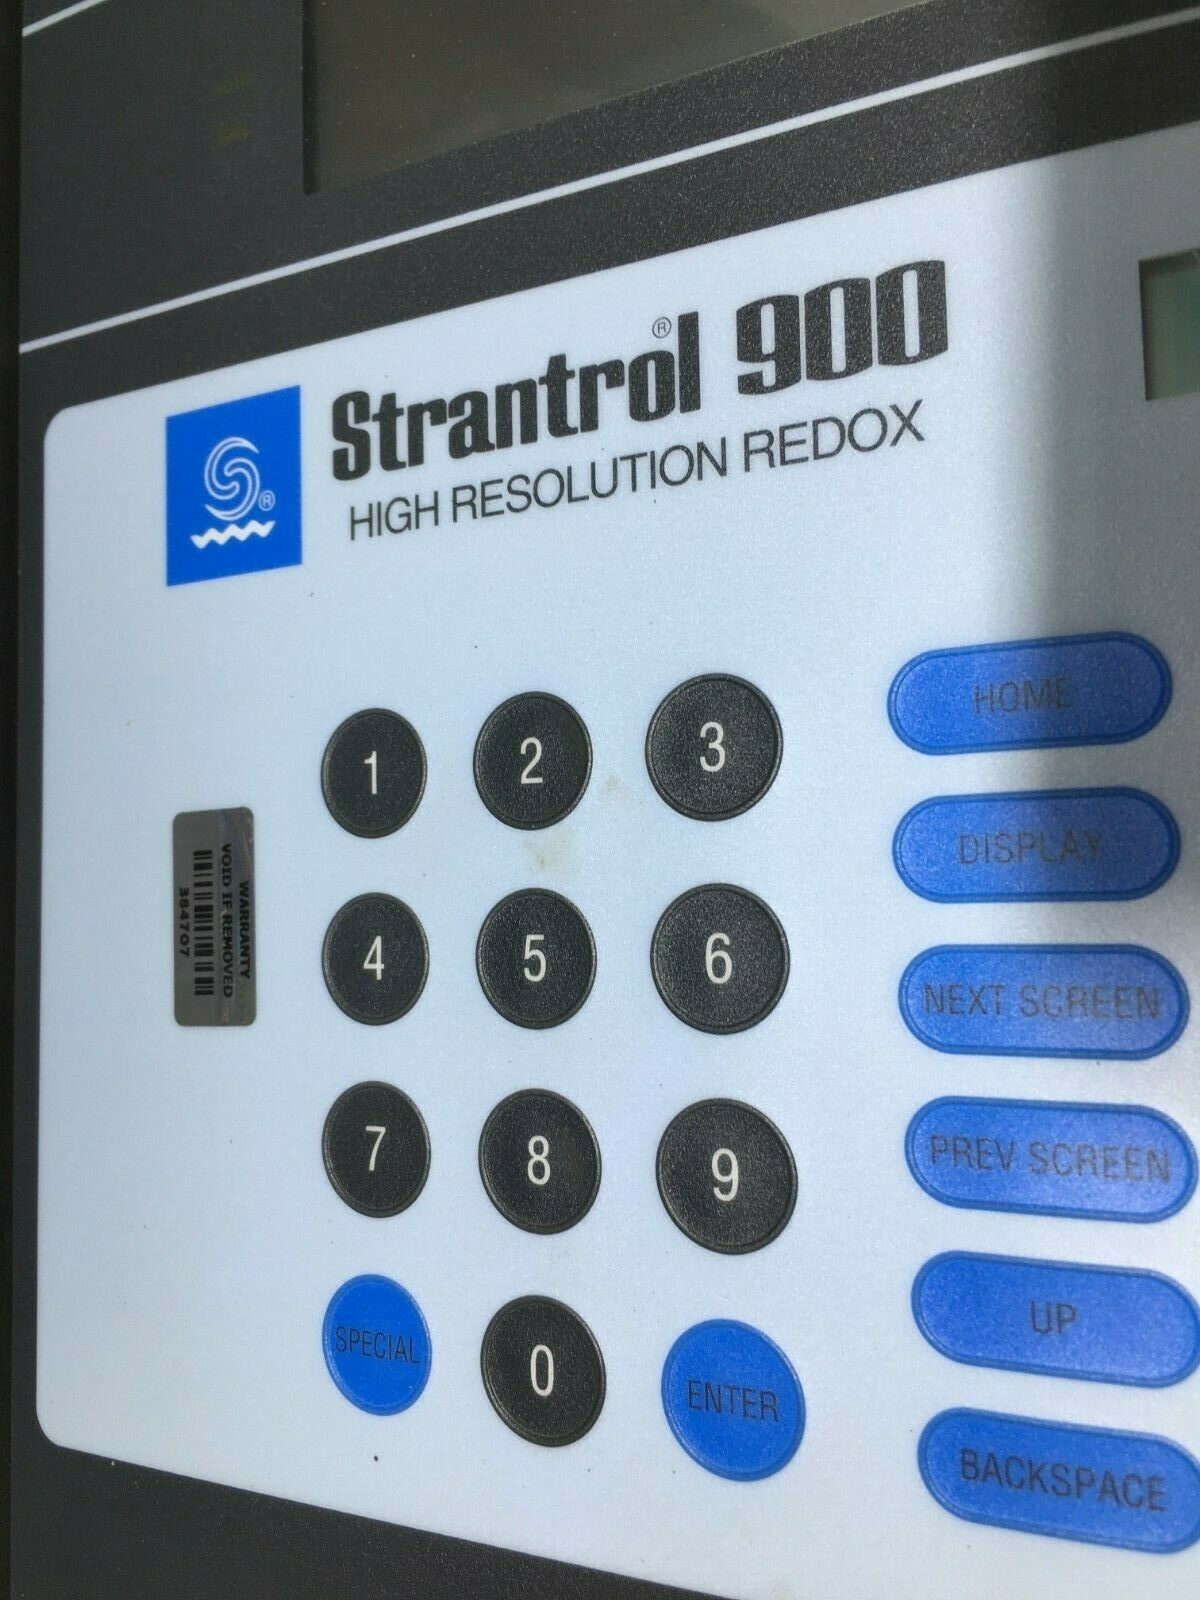 Strantrol® 900
HIGH RESOLUTION REDOX
S®
1 2 3 HOME
DISPLAY
WARRANTY
VOID IF REMOVED
384707
4 5 6 NEXT SCREEN
7 8 9 PREV SCREEN
SPECIAL 0 ENTER UP
BACKSPACE